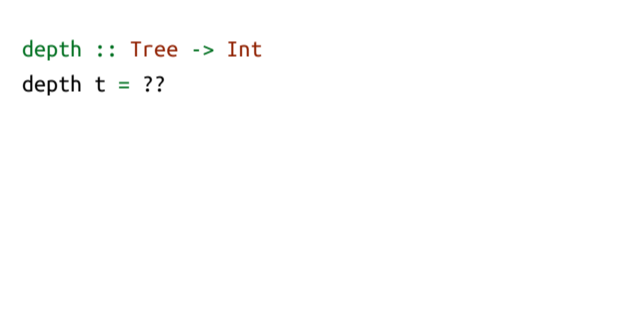 depth :: Tree -> Int
depth t = ??